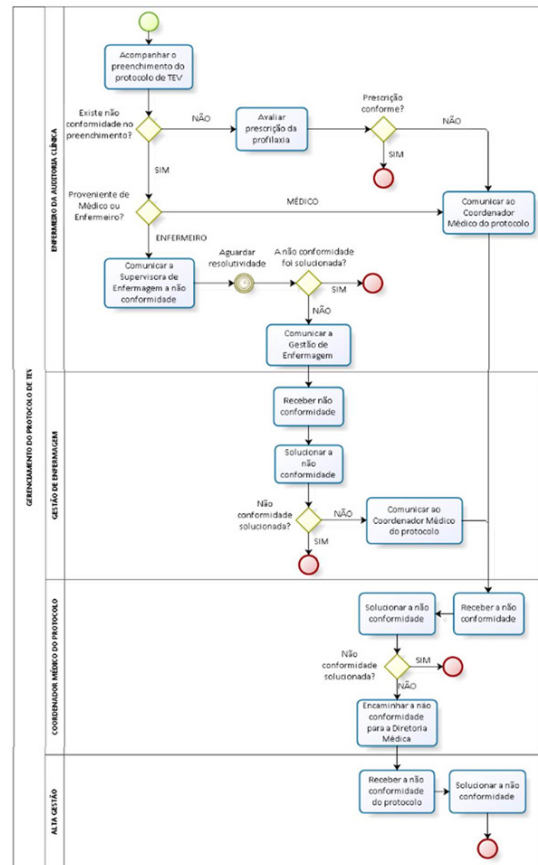 GERENCIAMENTO DO PROTOCOLO DE TEV
ENFERMEIRO DA AUDITORIA CLÍNICA
Acompanhar o
preenchimento do
protocolo de TEV
Existe não
conformidade no
preenchimento?
NÃO
Avaliar
prescrição da
profilaxia
Prescrição
conforme?
NÃO
SIM
SIM
Proveniente de
Médico ou
Enfermeiro?
MÉDICO
Comunicar ao
Coordenador
Médico do protocolo
ENFERMEIRO
Comunicar a
Supervisora de
Enfermagem a não
conformidade
Aguardar
resolutividade
A não conformidade
foi solucionada?
SIM
NÃO
Comunicar a
Gestão de
Enfermagem
GESTÃO DE ENFERMAGEM
Receber não
conformidade
Solucionar a
não
conformidade
Não
conformidade
solucionada?
NÃO
SIM
Comunicar ao
Coordenador Médico
do protocolo
COORDENADOR MÉDICO DO PROTOCOLO
Receber a não
conformidade
Solucionar a não
conformidade
Não
conformidade
solucionada?
SIM
NÃO
Encaminhar a não
conformidade
para a Diretoria
Médica
ALTA GESTÃO
Receber a não
conformidade
do protocolo
Solucionar a não
conformidade